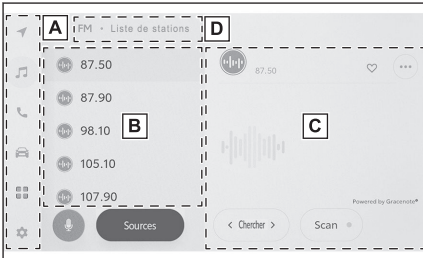 A
FM • Liste de stations
D
87.50
87.50
87.90
98.10
B
C
105.10
107.90
Powered by Gracenote®
Sources
< Chercher >
Scan